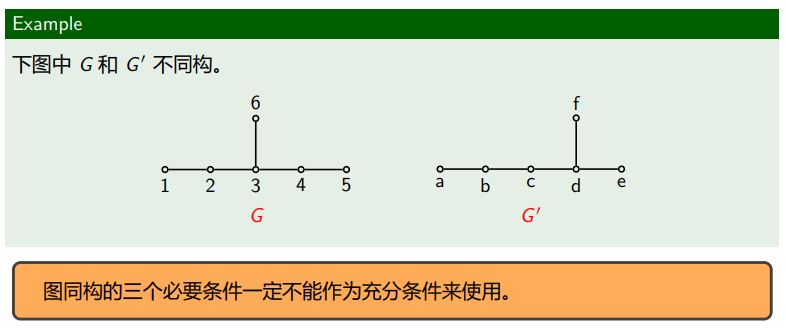 Example
下图中 G 和 G′ 不同构。
6 f
1 2 3 4 5 a b c d e
G G′
图同构的三个必要条件一定不能作为充分条件来使用。